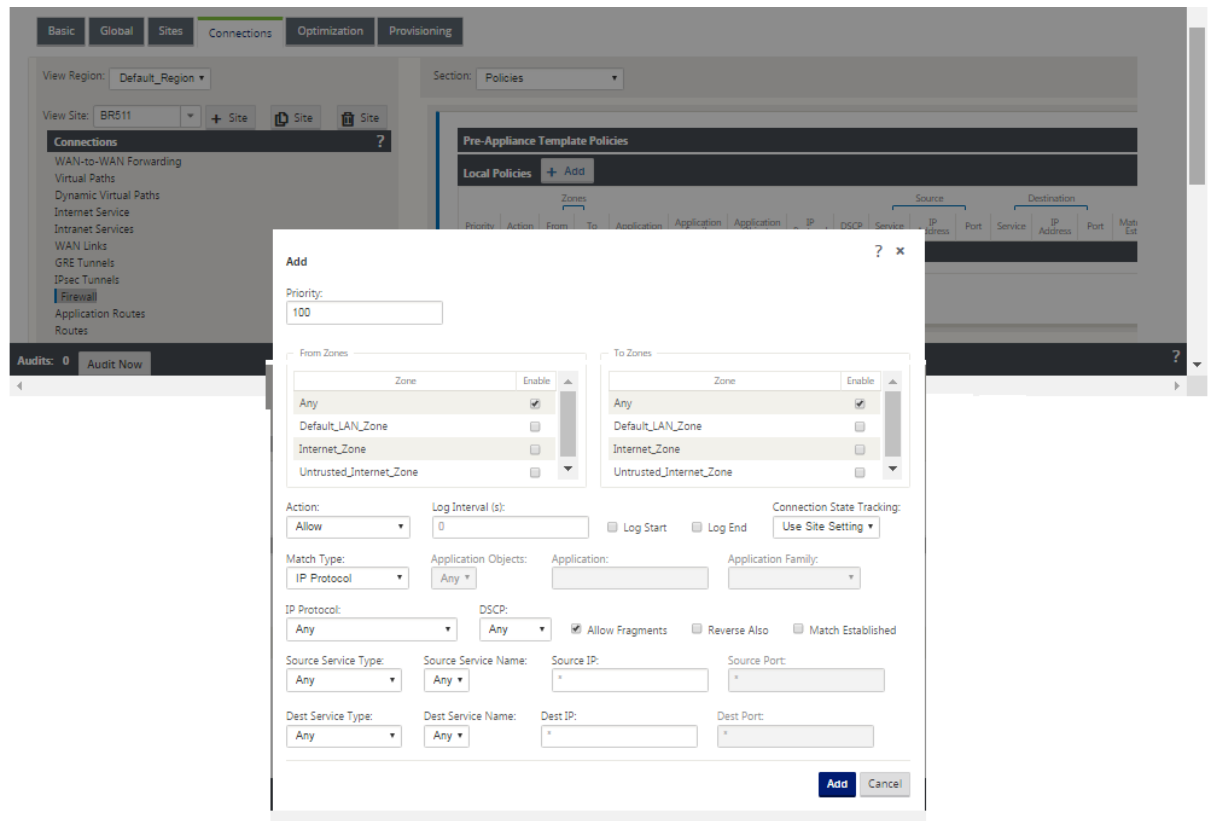 Basic Global Sites Connections Optimization Provisioning
View Region: Default_Region
Section: Policies
View Site: BR511 + Site Site Site
Connections ?
WAN-to-WAN Forwarding
Virtual Paths
Dynamic Virtual Paths
Internet Service
Intranet Services
WAN Links
GRE Tunnels
IPsec Tunnels
Firewall
Application Routes
Routes
Pre-Appliance Template Policies
Local Policies + Add
Zones Source Destination
Priority Action From To Application Application Application IP DSCP Service IP Port Service IP Address Port
Audits: 0 Audit Now ?
Add ? ×
Priority:
100
From Zones To Zones
Zone Enable Zone Enable
Any Any
Default_LAN_Zone Default_LAN_Zone
Internet_Zone Internet_Zone
Untrusted_Internet_Zone Untrusted_Internet_Zone
Action: Log Interval (s): Connection State Tracking:
Allow 0 Log Start Log End Use Site Setting
Match Type: Application Objects: Application: Application Family:
IP Protocol Any
IP Protocol: DSCP:
Any Any Allow Fragments Reverse Also Match Established
Source Service Type: Source Service Name: Source IP: Source Port:
Any Any * *
Dest Service Type: Dest Service Name: Dest IP: Dest Port:
Any Any * *
Add Cancel